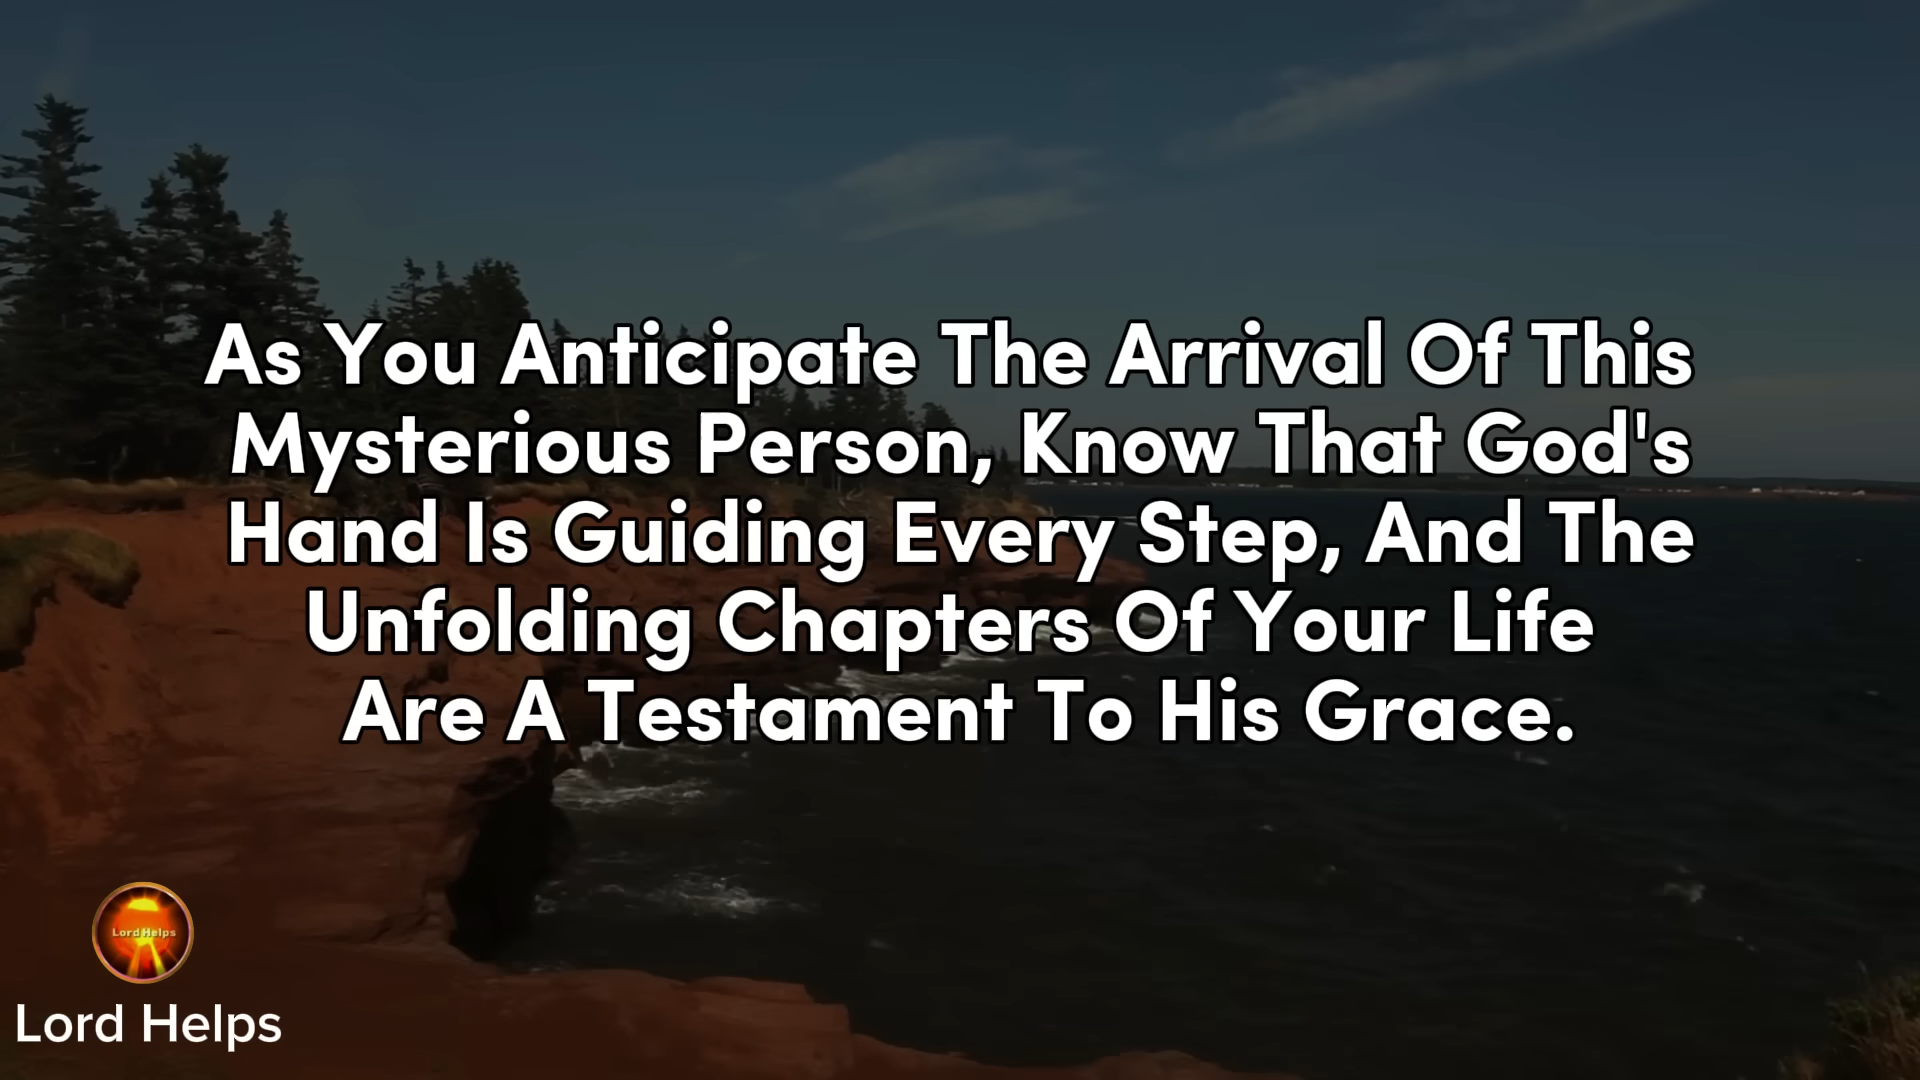 As You Anticipate The Arrival Of This
Mysterious Person, Know That God's
Hand Is Guiding Every Step, And The
Unfolding Chapters Of Your Life
Are A Testament To His Grace.
Lord Helps
Lord Helps